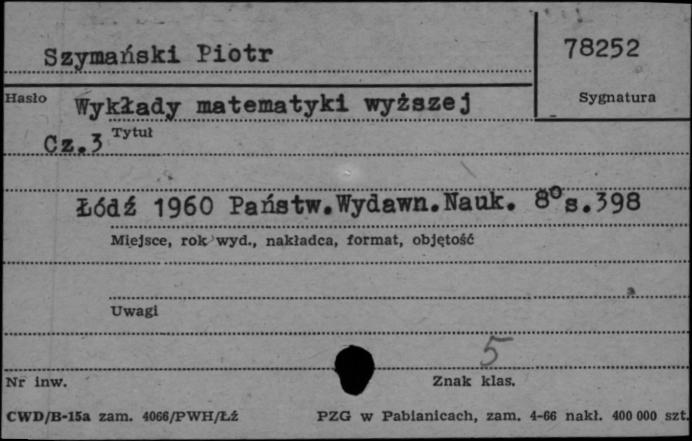 Szymański Piotr
78252
Hasło
Sygnatura
Wykłady matematyki wyższej
Cz.3 Tytuł
Łódź 1960 Państw.Wydawn.Nauk. 8⁰s.398
Miejsce, rok wyd., nakładca, format, objętość
Uwagi
5
Nr inw.
Znak klas.
CWD/B-15a zam. 4066/PWH/Łż PZG w Pabianicach, zam. 4-66 nakł. 400 000 szt.